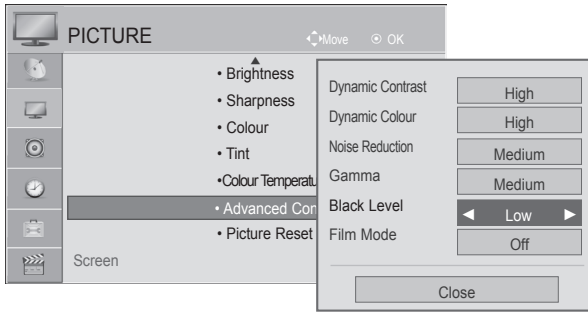 PICTURE
Move OK
• Brightness
• Sharpness
• Colour
• Tint
•Colour Temperatu
• Advanced Con
• Picture Reset
Screen
Dynamic Contrast High
Dynamic Colour High
Noise Reduction Medium
Gamma Medium
Black Level ◀ Low ▶
Film Mode Off
Close